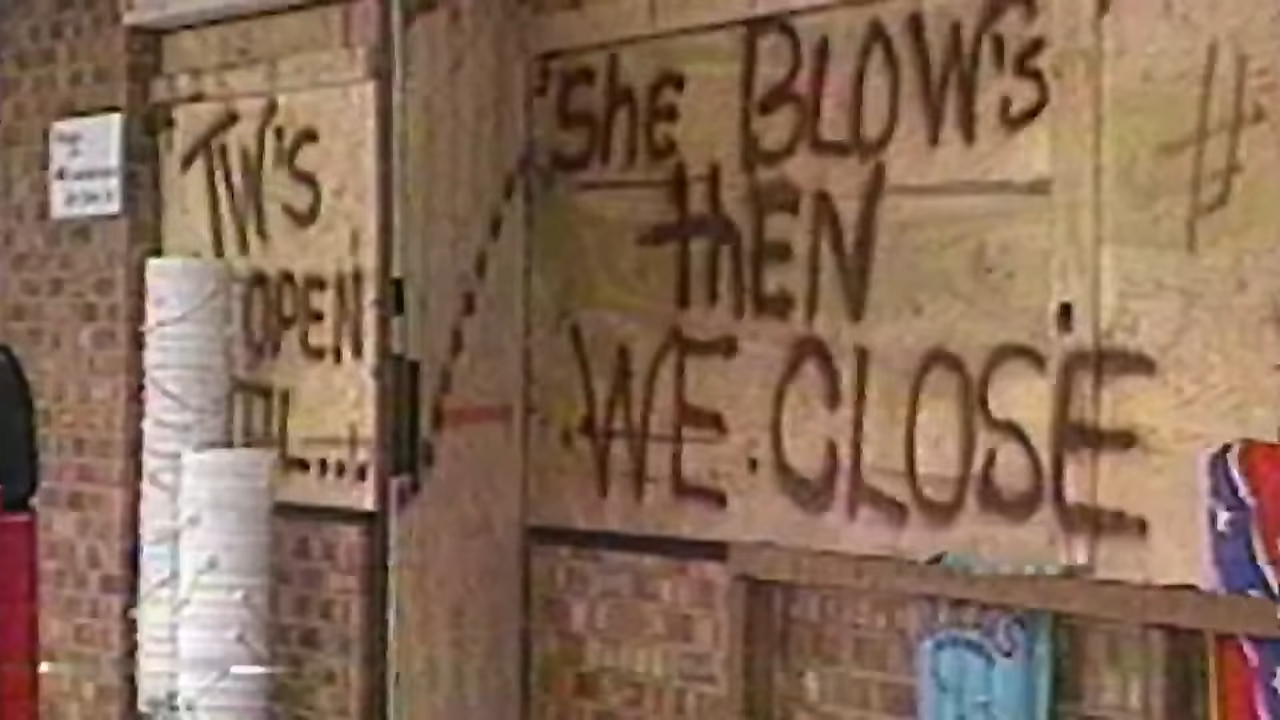 TW'S
OPEN
TIL...
She BLOW'S
thEN
WE CLOSE
#